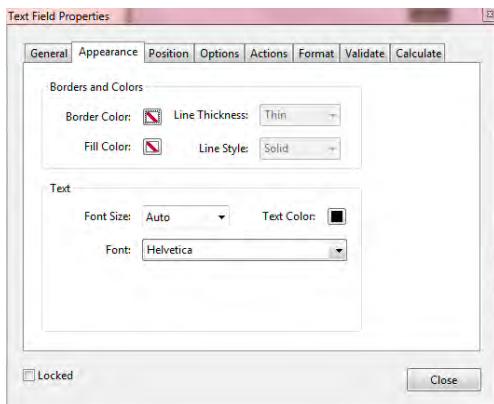 Text Field Properties
General Appearance Position Options Actions Format Validate Calculate
Borders and Colors
Border Color: Line Thickness: Thin
Fill Color: Line Style: Solid
Text
Font Size: Auto Text Color:
Font: Helvetica
Locked
Close